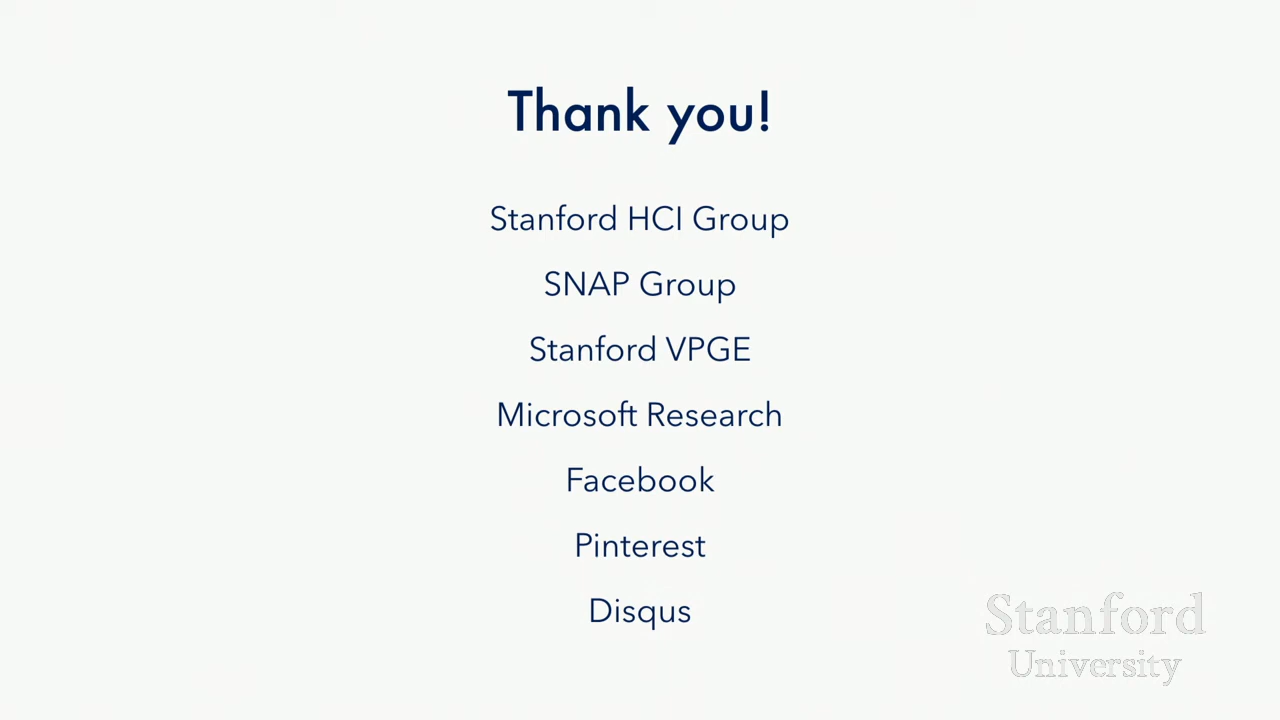 Thank you!
Stanford HCI Group
SNAP Group
Stanford VPGE
Microsoft Research
Facebook
Pinterest
Disqus
Stanford
University